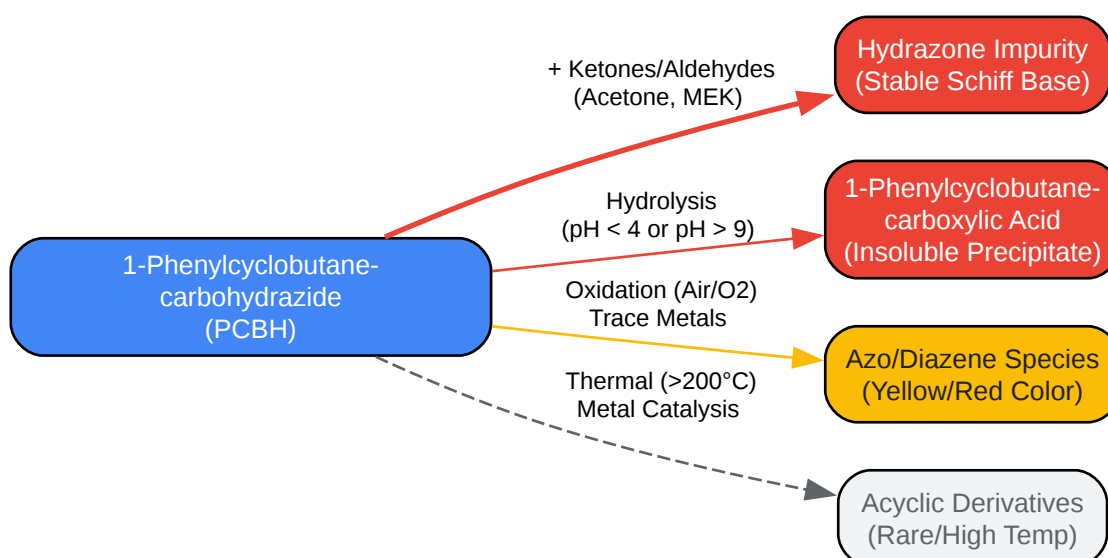 1-Phenylcyclobutane-
carbohydrazide
(PCBH)
+ Ketones/Aldehydes
(Acetone, MEK)
Hydrazone Impurity
(Stable Schiff Base)
Hydrolysis
(pH < 4 or pH > 9)
1-Phenylcyclobutane-
carboxylic Acid
(Insoluble Precipitate)
Oxidation (Air/O2)
Trace Metals
Azo/Diazene Species
(Yellow/Red Color)
Thermal (>200°C)
Metal Catalysis
Acyclic Derivatives
(Rare/High Temp)